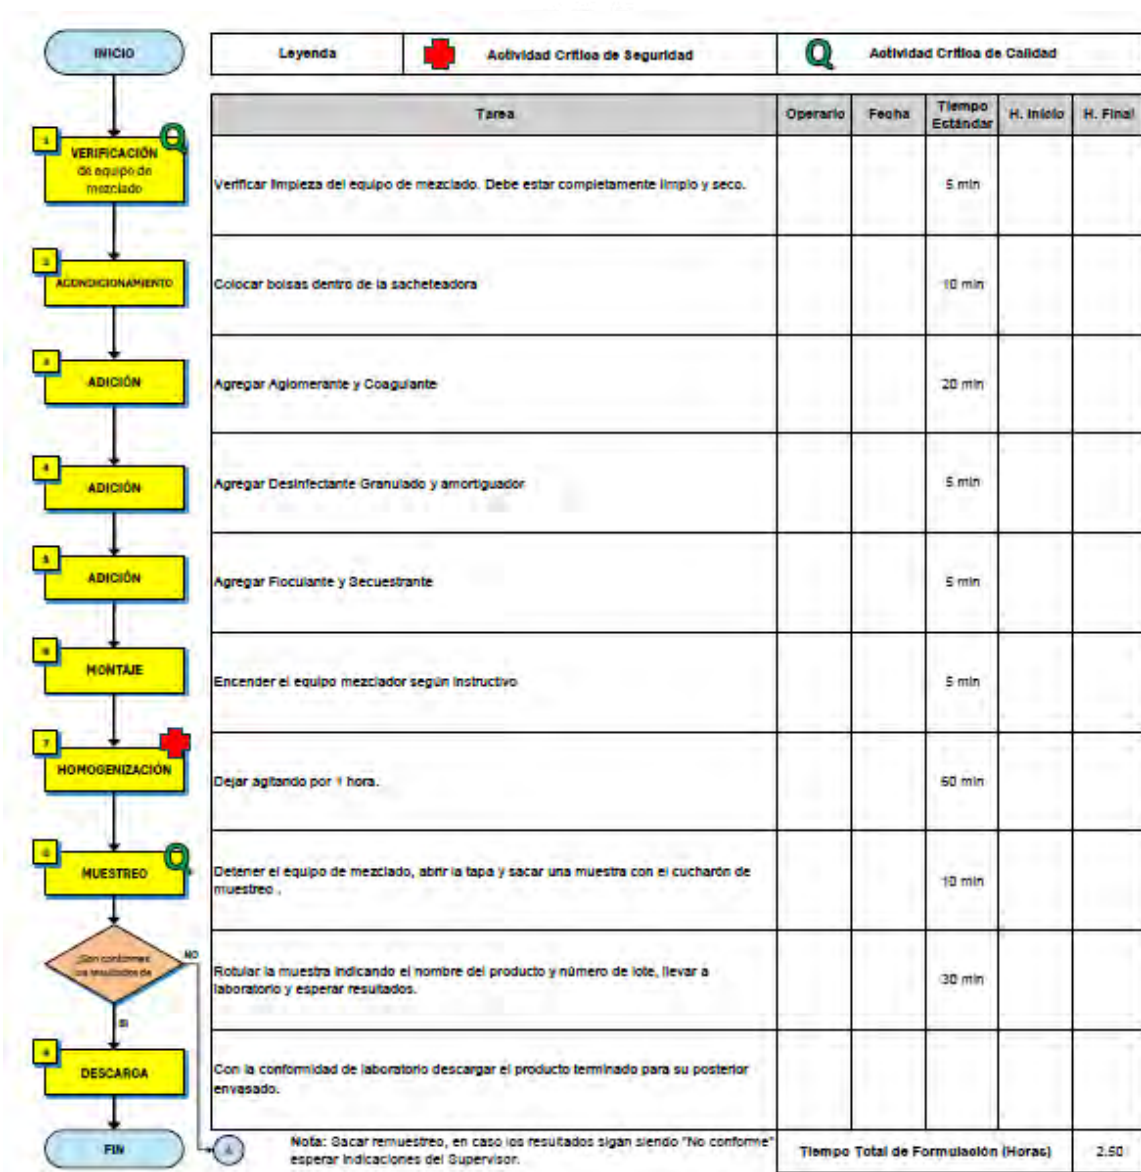 INICIO
Leyenda
Actividad Crítica de Seguridad
Q
Actividad Crítica de Calidad
Tarea
Operario
Fecha
Tiempo
Estándar
H. Inicio
H. Final
1
Q
VERIFICACIÓN
de equipo de
mezclado
Verificar limpieza del equipo de mezclado. Debe estar completamente limpio y seco.
5 min
2
ACONDICIONAMIENTO
Colocar bolsas dentro de la sacheteadora
10 min
3
ADICIÓN
Agregar Aglomerante y Coagulante
20 min
4
ADICIÓN
Agregar Desinfectante Granulado y amortiguador
5 min
5
ADICIÓN
Agregar Floculante y Secuestrante
5 min
6
MONTAJE
Encender el equipo mezclador según instructivo
5 min
7
HOMOGENIZACIÓN
Dejar agitando por 1 hora.
60 min
8
Q
MUESTREO
Detener el equipo de mezclado, abrir la tapa y sacar una muestra con el cucharón de
muestreo .
10 min
¿Son conformes
los resultados de
NO
SI
Rotular la muestra indicando el nombre del producto y número de lote, llevar a
laboratorio y esperar resultados.
30 min
9
DESCARGA
Con la conformidad de laboratorio descargar el producto terminado para su posterior
envasado.
FIN
A
Nota: Sacar remuestreo, en caso los resultados sigan siendo "No conforme"
esperar indicaciones del Supervisor.
Tiempo Total de Formulación (Horas)
2.50